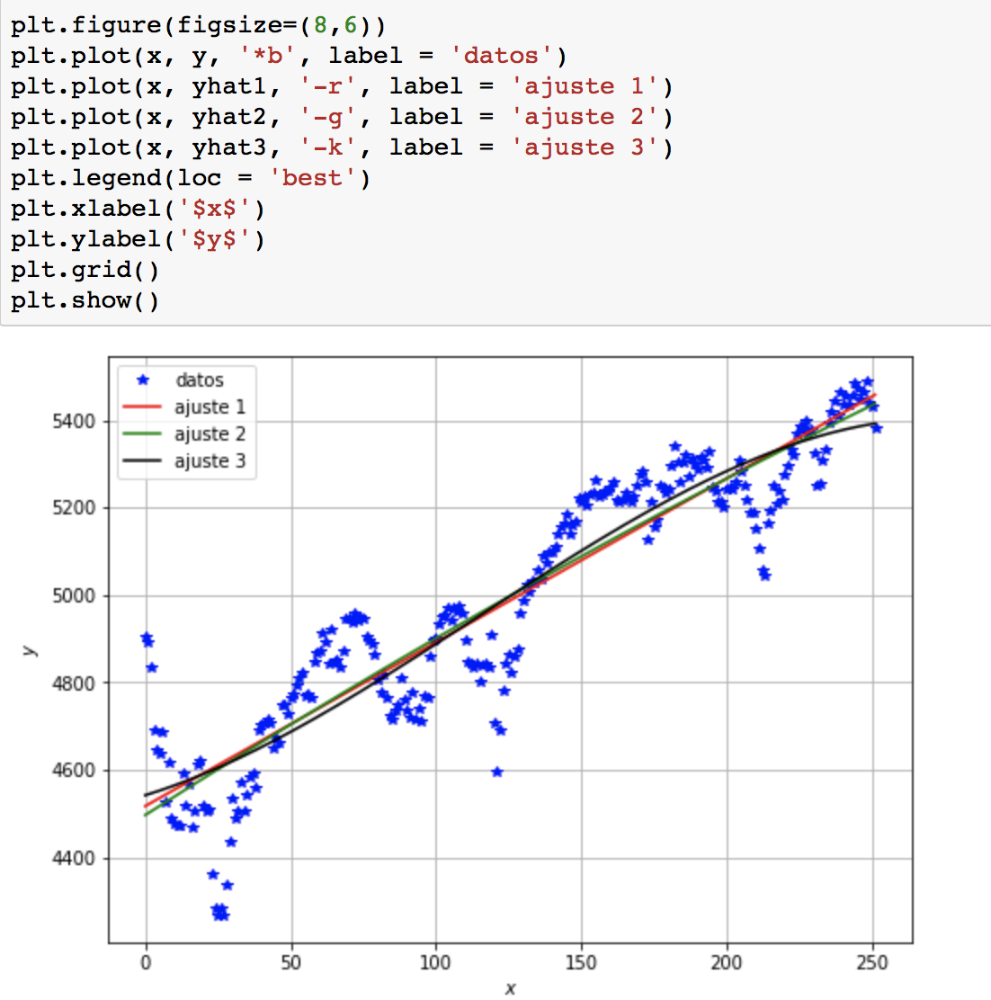 plt.figure(figsize=(8,6))
plt.plot(x, y, '*b', label = 'datos')
plt.plot(x, yhat1, '-r', label = 'ajuste 1')
plt.plot(x, yhat2, '-g', label = 'ajuste 2')
plt.plot(x, yhat3, '-k', label = 'ajuste 3')
plt.legend(loc = 'best')
plt.xlabel('$x$')
plt.ylabel('$y$')
plt.grid()
plt.show()
datos
ajuste 1
ajuste 2
ajuste 3
5400
5200
5000
4800
4600
4400
y
0 50 100 150 200 250
x